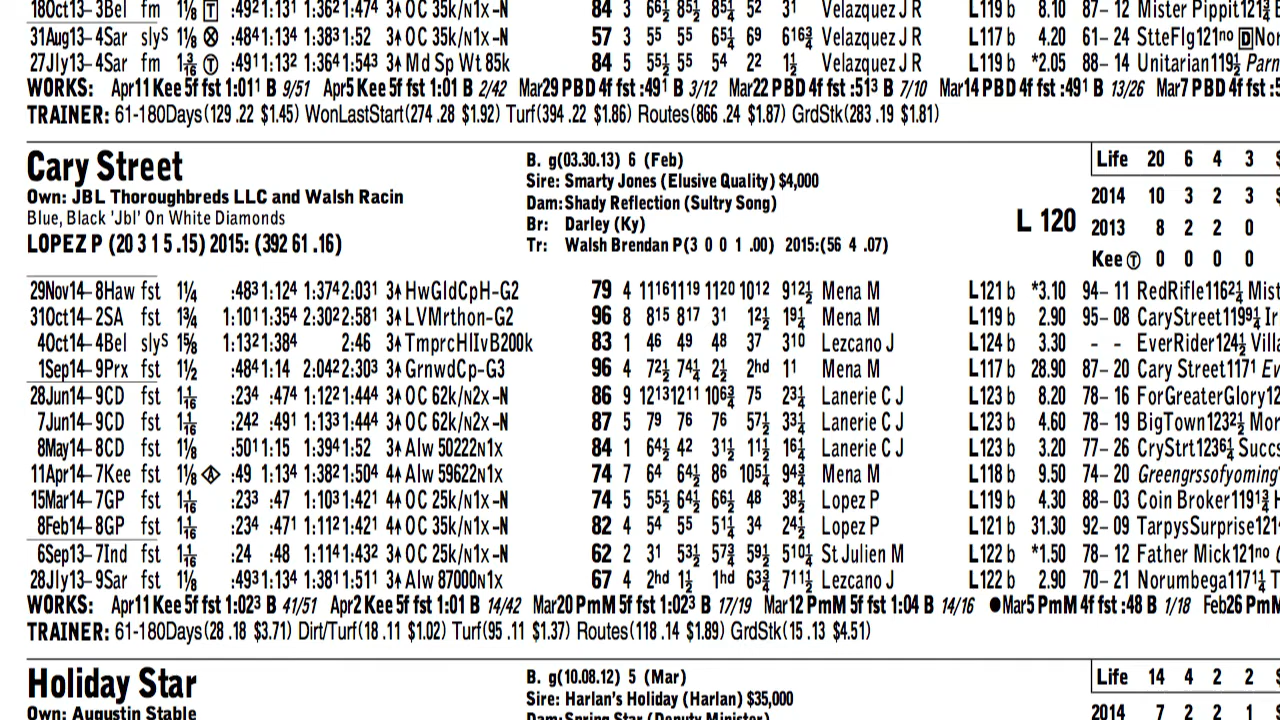 18Oct13–3Bel fm 1⅛ Ⓣ :49² 1:13¹ 1:36² 1:47⁴ 3↑ OC 35k/N1X–N 84 3 6⁶½ 8⁵½ 8⁵¼ 5² 3¹ Velazquez J R L119 b 8.10 87–12 Mister Pippit121¾
31Aug13–4Sar slyS 1⅛ ⊗ :48⁴ 1:13⁴ 1:38³ 1:52 3↑ OC 35k/N1X–N 57 3 5⁵ 5⁵ 6⁵¼ 6⁹ 6¹⁶¾ Velazquez J R L117 b 4.20 61–24 StteFlg121no D
27Jly13–4Sar fm 1 3/16 Ⓣ :49¹ 1:13² 1:36⁴ 1:54³ 3↑ Md Sp Wt 85k 84 5 5⁵½ 5⁵ 5⁴ 2² 1½ Velazquez J R L119 b *2.05 88–14 Unitarian119½
WORKS: Apr11 Kee 5f fst 1:01¹ B 9/51 Apr5 Kee 5f fst 1:01 B 2/42 Mar29 PBD 4f fst :49¹ B 3/12 Mar22 PBD 4f fst :51³ B 7/10 Mar14 PBD 4f fst :49¹ B 13/26 Mar7 PBD 4f fst
TRAINER: 61-180Days(129 .22 $1.45) WonLastStart(274 .28 $1.92) Turf(394 .22 $1.86) Routes(866 .24 $1.87) GrdStk(283 .19 $1.81)
Cary Street B. g(03.30.13) 6 (Feb) Life 20 6 4 3
Own: JBL Thoroughbreds LLC and Walsh Racin Sire: Smarty Jones (Elusive Quality) $4,000 2014 10 3 2 3
Blue, Black 'Jbl' On White Diamonds Dam: Shady Reflection (Sultry Song) L 120 2013 8 2 2 0
Br: Darley (Ky)
LOPEZ P (20 3 1 5 .15) 2015: (392 61 .16) Tr: Walsh Brendan P(3 0 0 1 .00) 2015:(56 4 .07) Kee Ⓣ 0 0 0 0
29Nov14–8Haw fst 1¼ :48³ 1:12⁴ 1:37⁴ 2:03¹ 3↑ HwGldCpH–G2 79 4 11¹⁶ 11¹⁹ 11²⁰ 10¹² 9¹²½ Mena M L121 b *3.10 94–11 RedRifle116²¼
31Oct14–2SA fst 1¾ 1:10¹ 1:35⁴ 2:30² 2:58¹ 3↑ LVMrthon–G2 96 8 8¹⁵ 8¹⁷ 3¹ 1²½ 1⁹¼ Mena M L119 b 2.90 95–08 CaryStreet119⁹¼
4Oct14–4Bel slyS 1⅝ 1:13² 1:38⁴ 2:46 3↑ TmprcHlIvB200k 83 1 4⁶ 4⁹ 4⁸ 3⁷ 3¹⁰ Lezcano J L124 b 3.30 – – EverRider124½
1Sep14–9Prx fst 1½ :48⁴ 1:14 2:04² 2:30³ 3↑ GrnwdCp–G3 96 4 7²½ 7⁴¼ 2½ 2hd 1¹ Mena M L117 b 28.90 87–20 Cary Street117¹
28Jun14–9CD fst 1 1/16 :23⁴ :47⁴ 1:12² 1:44⁴ 3↑ OC 62k/N2X–N 86 9 12¹³ 12¹¹ 10⁶¾ 7⁵ 2³¼ Lanerie C J L123 b 8.20 78–16 ForGreaterGlory
7Jun14–9CD fst 1 1/16 :24² :49¹ 1:13³ 1:44⁴ 3↑ OC 62k/N2X–N 87 5 7⁹ 7⁶ 7⁶ 5⁷½ 3³¼ Lanerie C J L123 b 4.60 78–19 BigTown123²½
8May14–8CD fst 1⅛ :50¹ 1:15 1:39⁴ 1:52 3↑ Alw 50222N1X 84 1 6⁴½ 4² 3¹½ 1¹½ 1⁶¼ Lanerie C J L123 b 3.20 77–26 CryStrt123⁶¼
11Apr14–7Kee fst 1⅛ :49 1:13⁴ 1:38² 1:50⁴ 4↑ Alw 59622N1X 74 7 6⁴ 6⁴½ 8⁶ 10⁵¼ 9⁴¾ Mena M L118 b 9.50 74–20 Greengrssofyoming
15Mar14–7GP fst 1 1/16 :23³ :47 1:10³ 1:42¹ 4↑ OC 25k/N1X–N 74 5 5⁵½ 6⁴½ 6⁶½ 4⁸ 3⁸½ Lopez P L119 b 4.30 88–03 Coin Broker119
8Feb14–8GP fst 1 1/16 :23⁴ :47¹ 1:11² 1:42¹ 4↑ OC 35k/N1X–N 82 4 5⁴ 5⁵ 5¹¼ 3⁴ 2⁴½ Lopez P L121 b 31.30 92–09 TarpysSurprise121
6Sep13–7Ind fst 1 1/16 :24 :48 1:11⁴ 1:43² 3↑ OC 25k/N1X–N 62 2 3¹ 5³½ 5⁷¾ 5⁹½ 5¹⁰¼ St Julien M L122 b *1.50 78–12 Father Mick121no
28Jly13–9Sar fst 1⅛ :49³ 1:13⁴ 1:38¹ 1:51¹ 3↑ Alw 87000N1X 67 4 2hd 1½ 1hd 6³¾ 7¹¹½ Lezcano J L122 b 2.90 70–21 Norumbega117¹¼
WORKS: Apr11 Kee 5f fst 1:02³ B 41/51 Apr2 Kee 5f fst 1:01 B 14/42 Mar20 PmM 5f fst 1:02³ B 17/19 Mar12 PmM 5f fst 1:04 B 14/16 ●Mar5 PmM 4f fst :48 B 1/18 Feb26 PmM
TRAINER: 61-180Days(28 .18 $3.71) Dirt/Turf(18 .11 $1.02) Turf(95 .11 $1.37) Routes(118 .14 $1.89) GrdStk(15 .13 $4.51)
Holiday Star B. g(10.08.12) 5 (Mar) Life 14 4 2 2
Sire: Harlan's Holiday (Harlan) $35,000
Own: Augustin Stable Dam: Spring Star (Deputy Minister) 2014 7 2 2 1